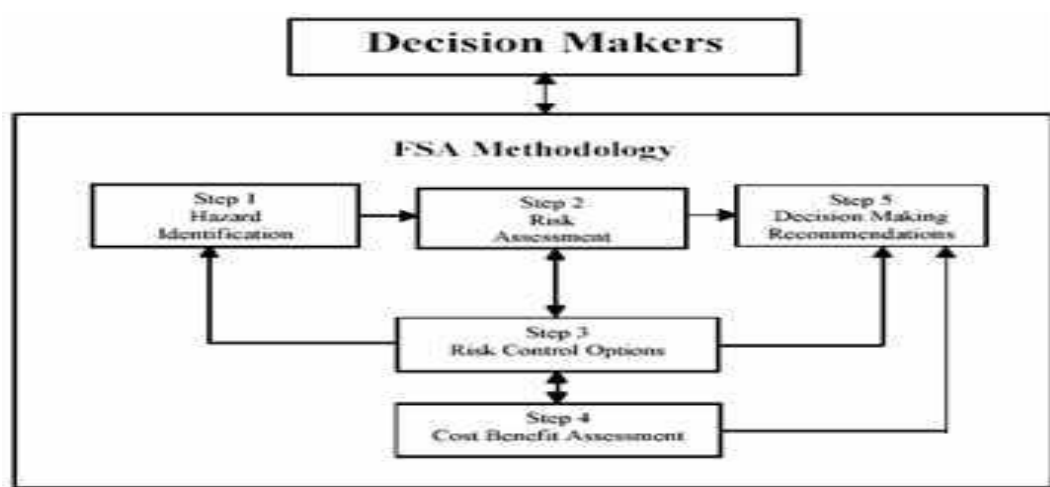 Decision Makers
FSA Methodology
Step 1
Hazard
Identification
Step 2
Risk
Assessment
Step 5
Decision Making
Recommendations
Step 3
Risk Control Options
Step 4
Cost Benefit Assessment